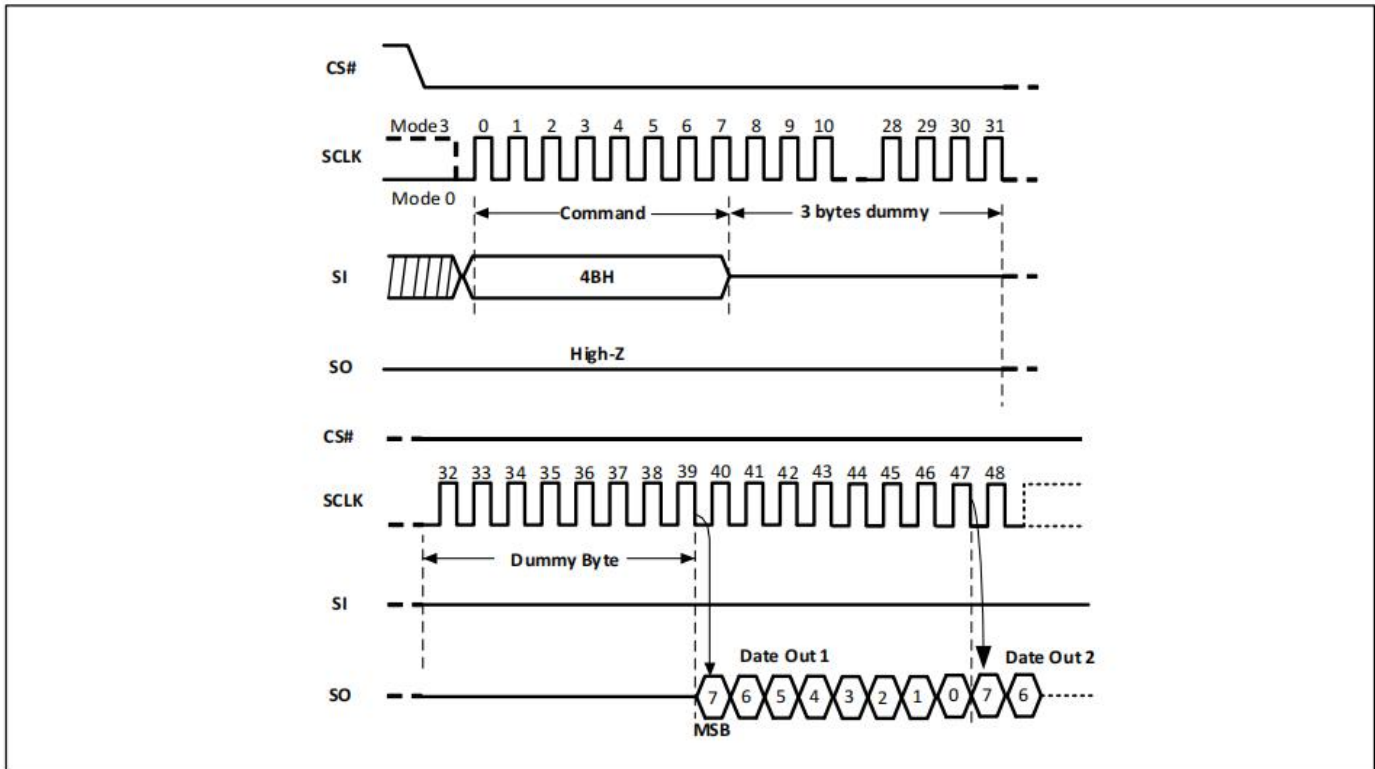 CS#
Mode3 0 1 2 3 4 5 6 7 8 9 10 28 29 30 31
SCLK
Mode 0
Command 3 bytes dummy
SI 4BH
High-Z
SO
CS#
32 33 34 35 36 37 38 39 40 41 42 43 44 45 46 47 48
SCLK
Dummy Byte
SI
Date Out 1 Date Out 2
SO 7 6 5 4 3 2 1 0 7 6
MSB